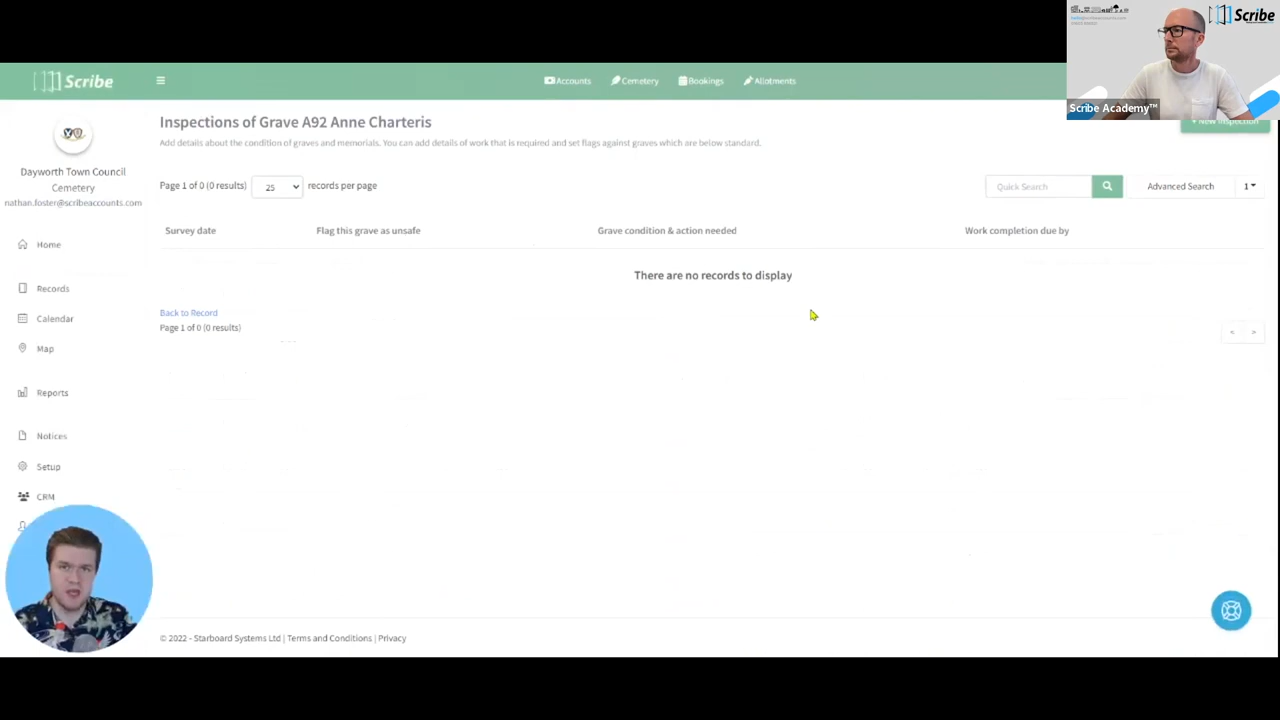 Scribe
Scribe Academy™
Scribe
Accounts
Cemetery
Bookings
Allotments
Dayworth Town Council
Cemetery
nathan.foster@scribeaccounts.com
Home
Records
Calendar
Map
Reports
Notices
Setup
CRM
Inspections of Grave A92 Anne Charteris
+ New Inspection
Add details about the condition of graves and memorials. You can add details of work that is required and set flags against graves which are below standard.
Page 1 of 0 (0 results) 25 records per page
Quick Search
Advanced Search
1
Survey date Flag this grave as unsafe Grave condition & action needed Work completion due by
There are no records to display
Back to Record
Page 1 of 0 (0 results)
< >
© 2022 - Starboard Systems Ltd | Terms and Conditions | Privacy